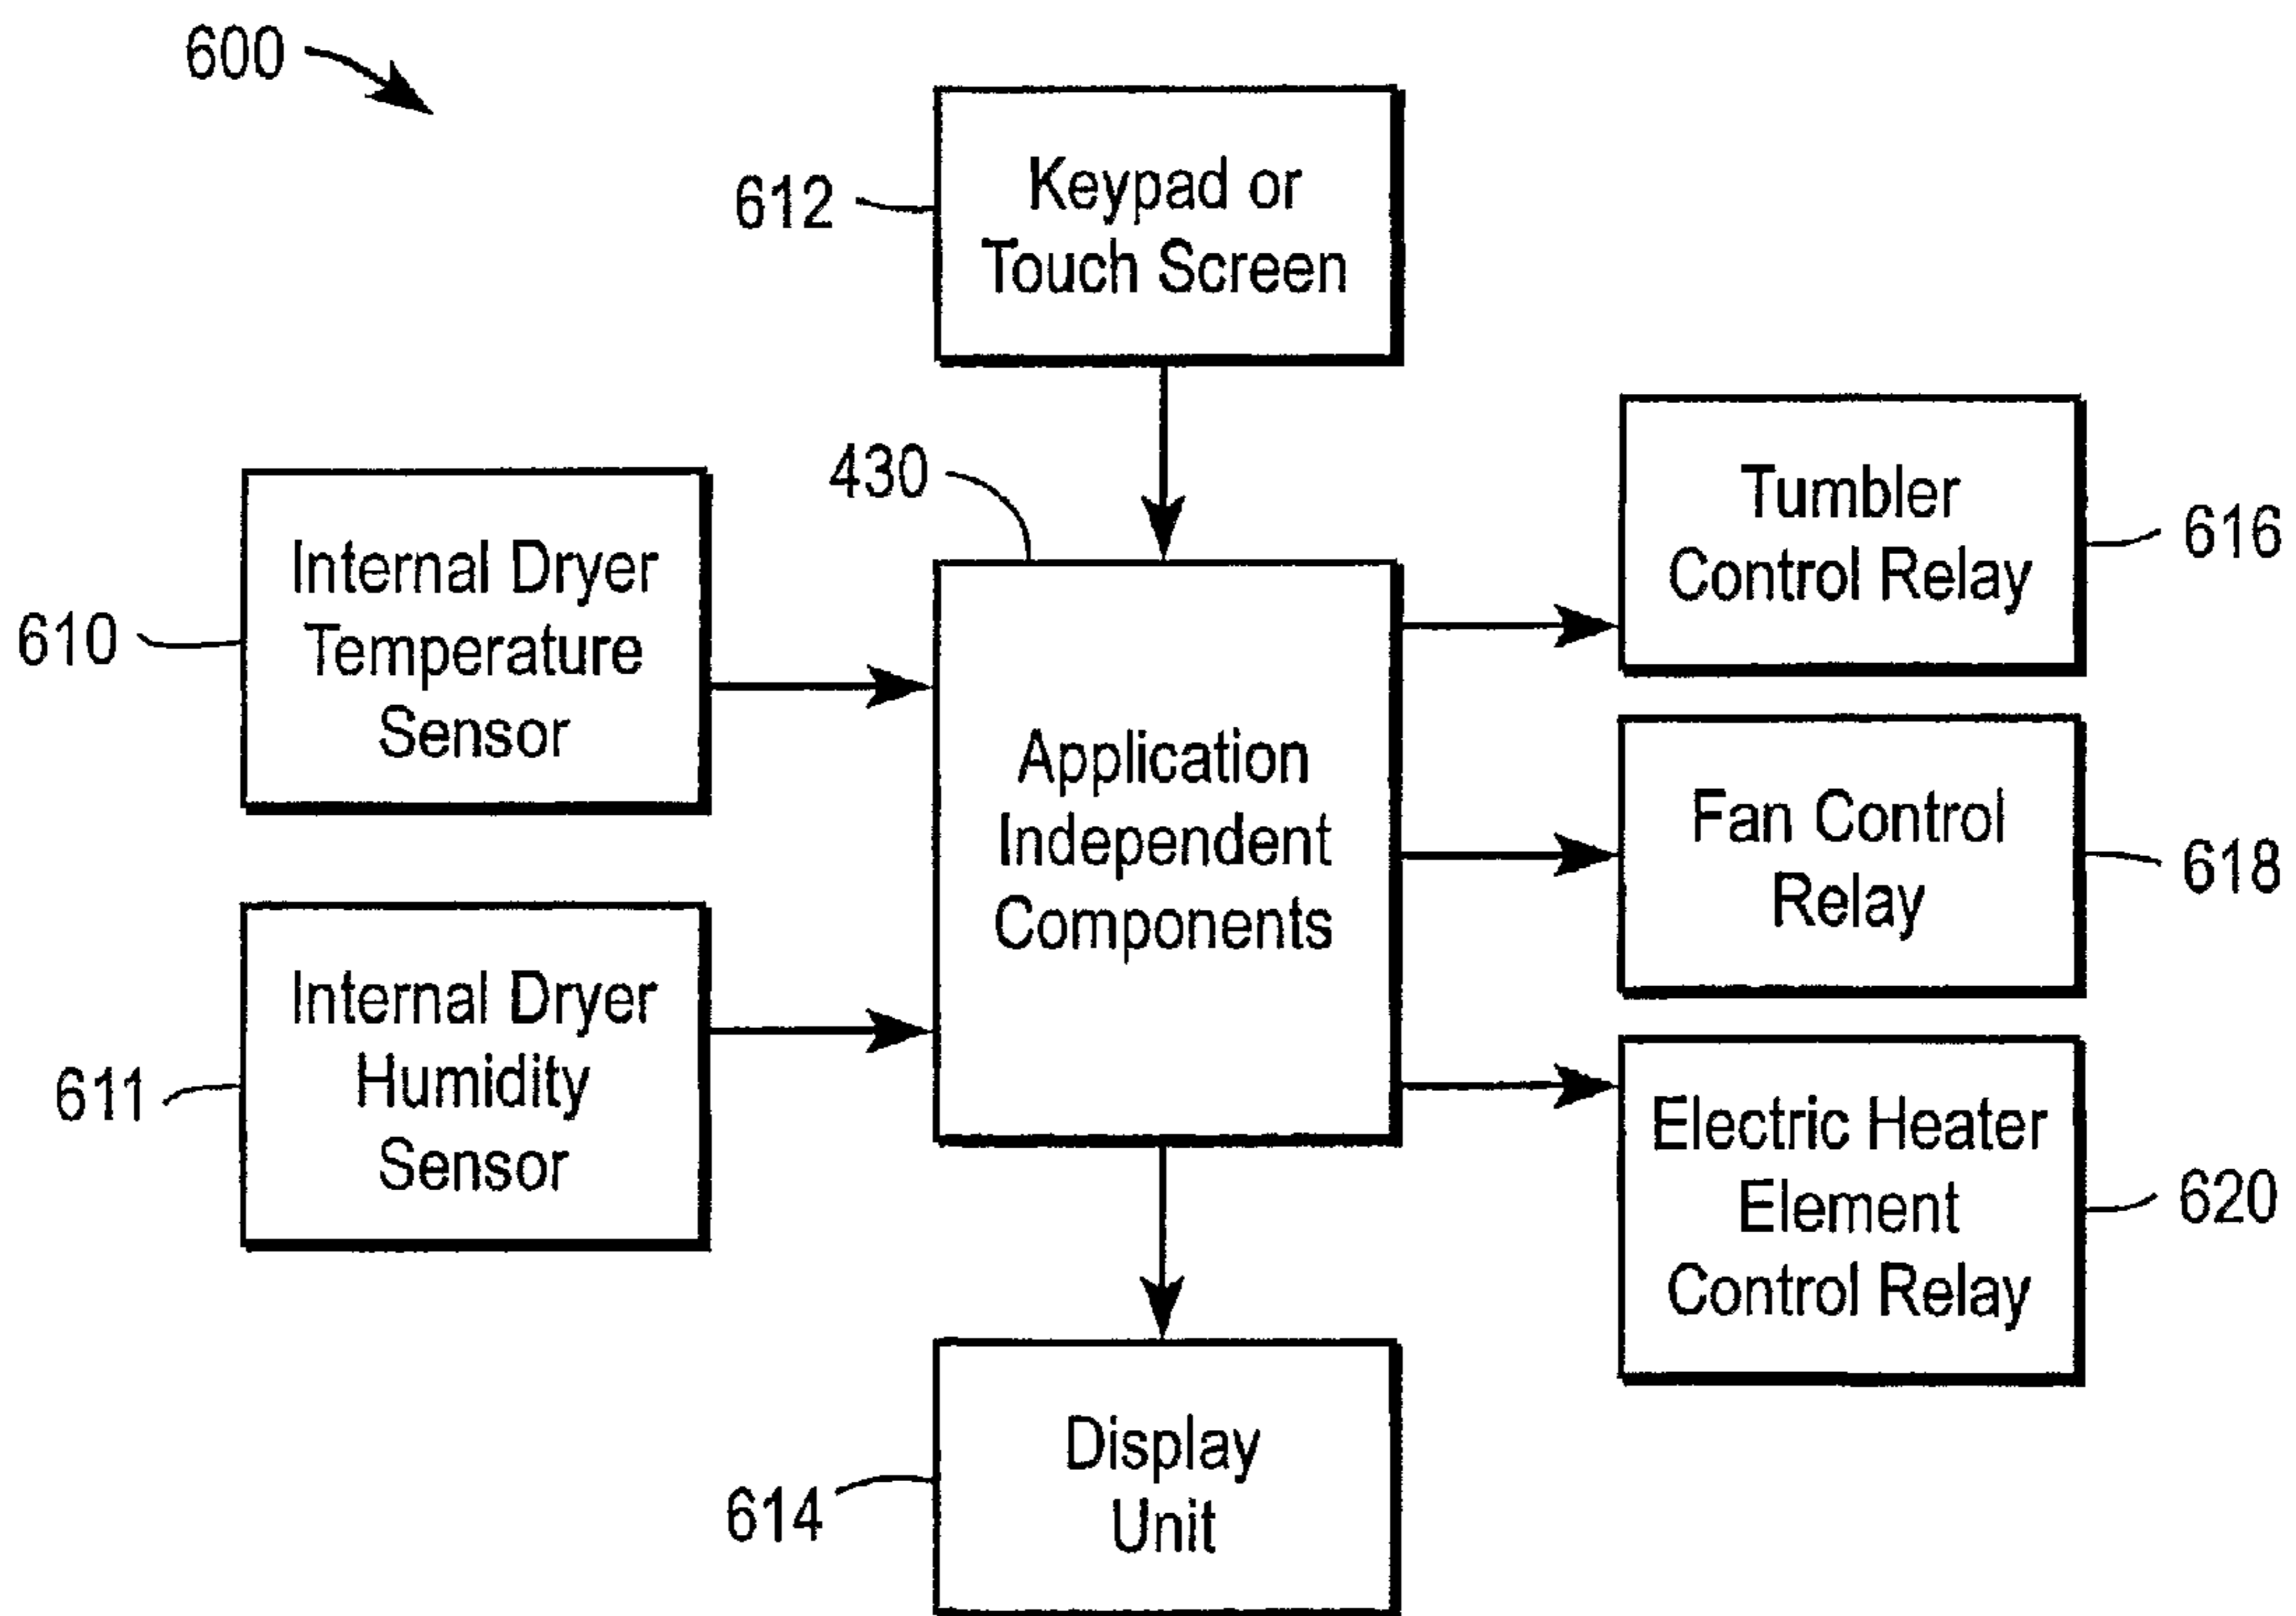 600
612
Keypad or
Touch Screen
430
610
Internal Dryer
Temperature
Sensor
611
Internal Dryer
Humidity
Sensor
Application
Independent
Components
Tumbler
Control Relay
616
Fan Control
Relay
618
Electric Heater
Element
Control Relay
620
Display
Unit
614